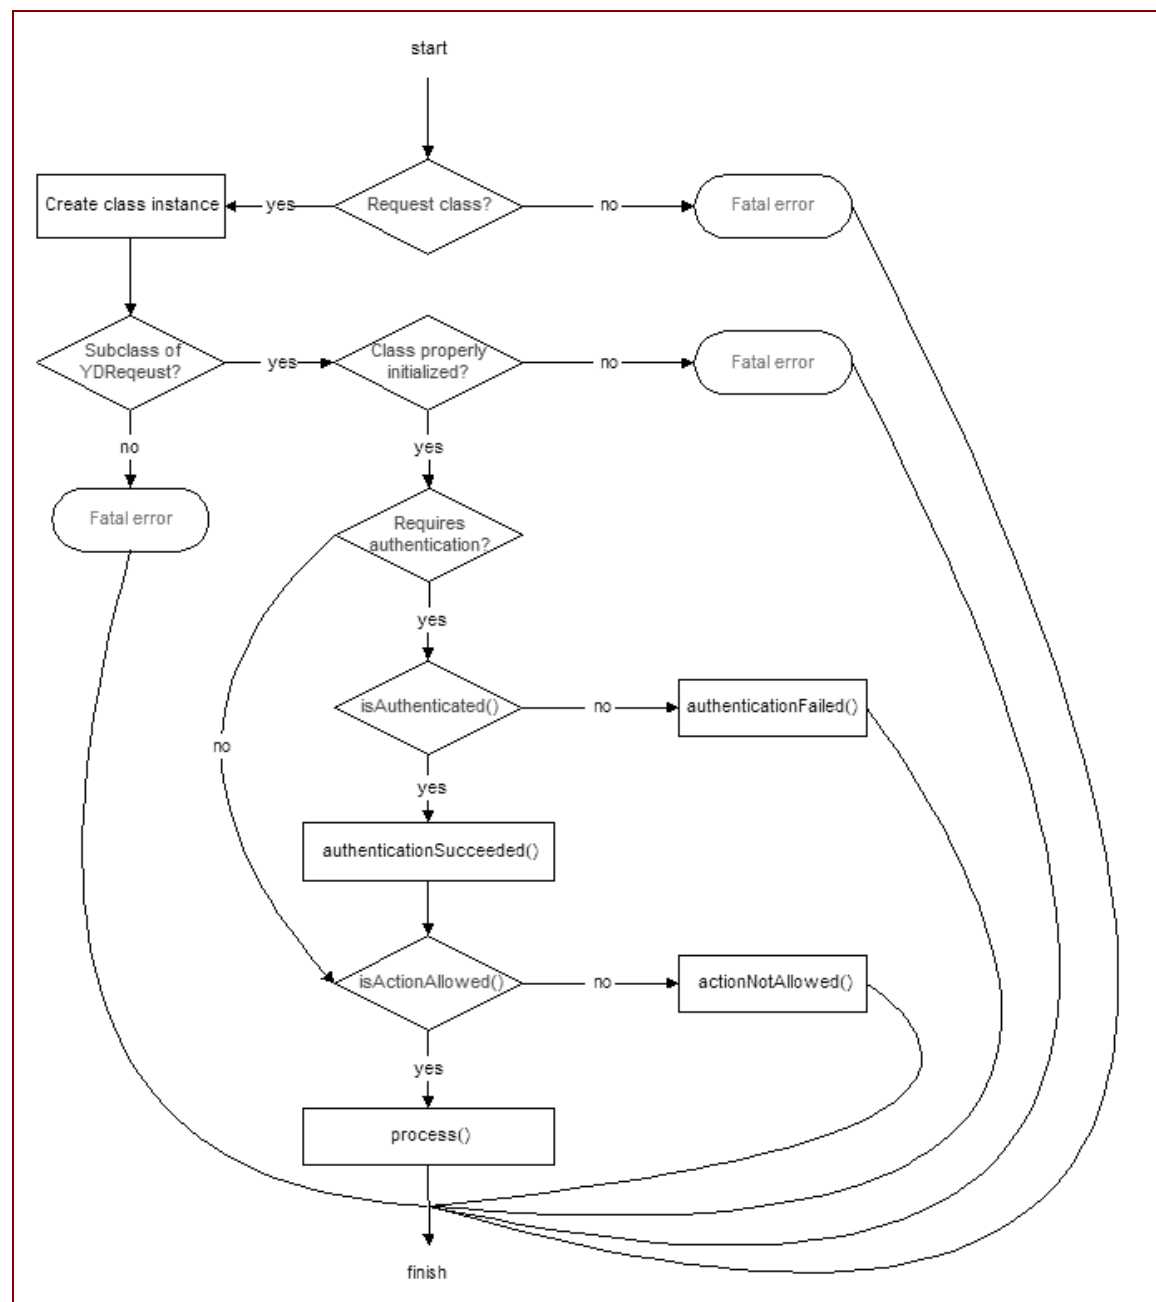 start
Create class instance
yes
Request class?
no
Fatal error
Subclass of
YDReqeust?
yes
Class properly
initialized?
no
Fatal error
no
yes
Fatal error
Requires
authentication?
yes
isAuthenticated()
no
authenticationFailed()
no
yes
authenticationSucceeded()
isActionAllowed()
no
actionNotAllowed()
yes
process()
finish